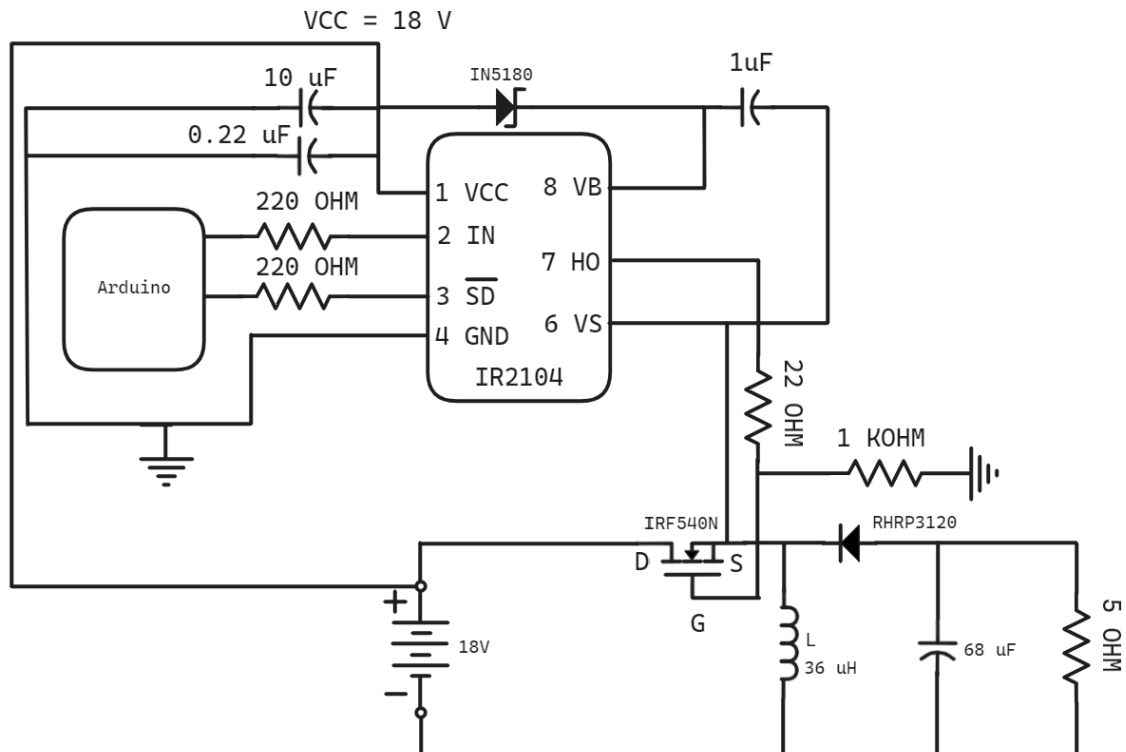 VCC = 18 V
10 uF
IN5180
1uF
0.22 uF
220 OHM
1 VCC
8 VB
2 IN
220 OHM
7 HO
Arduino
3 SD
6 VS
4 GND
IR2104
22 OHM
1 KOHM
IRF540N
RHRP3120
D
S
+
G
18V
L
36 uH
68 uF
5 OHM
−